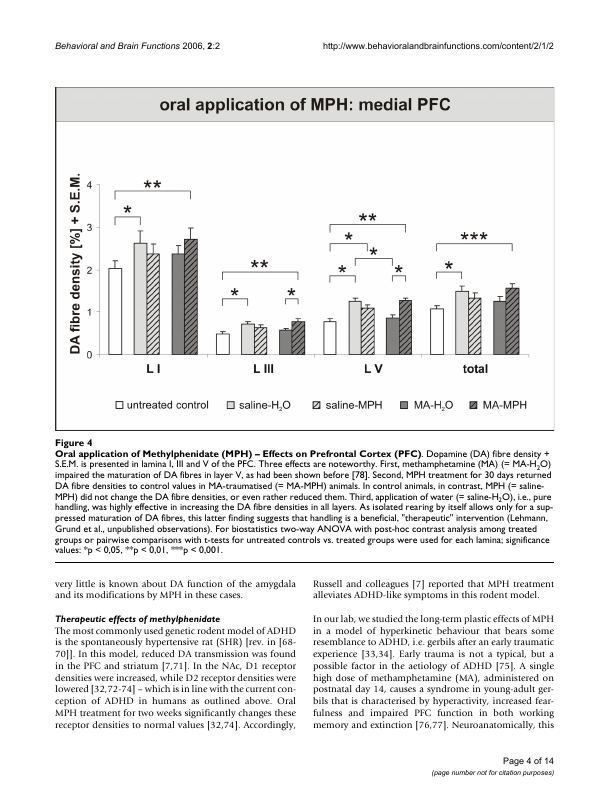 Behavioral and Brain Functions 2006, 2:2
http://www.behavioralandbrainfunctions.com/content/2/1/2
oral application of MPH: medial PFC
DA fibre density [%] + S.E.M.
4
3
2
1
0
**
*
**
*
*
**
*
*
*
*
***
*
L I
L III
L V
total
untreated control
saline-H2O
saline-MPH
MA-H2O
MA-MPH
Figure 4
Oral application of Methylphenidate (MPH) – Effects on Prefrontal Cortex (PFC). Dopamine (DA) fibre density +
S.E.M. is presented in lamina I, III and V of the PFC. Three effects are noteworthy. First, methamphetamine (MA) (= MA-H2O)
impaired the maturation of DA fibres in layer V, as had been shown before [78]. Second, MPH treatment for 30 days returned
DA fibre densities to control values in MA-traumatised (= MA-MPH) animals. In control animals, in contrast, MPH (= saline-
MPH) did not change the DA fibre densities, or even rather reduced them. Third, application of water (= saline-H2O), i.e., pure
handling, was highly effective in increasing the DA fibre densities in all layers. As isolated rearing by itself allows only for a sup-
pressed maturation of DA fibres, this latter finding suggests that handling is a beneficial, "therapeutic" intervention (Lehmann,
Grund et al., unpublished observations). For biostatistics two-way ANOVA with post-hoc contrast analysis among treated
groups or pairwise comparisons with t-tests for untreated controls vs. treated groups were used for each lamina; significance
values: *p < 0,05, **p < 0,01, ***p < 0,001.
very little is known about DA function of the amygdala
and its modifications by MPH in these cases.
Therapeutic effects of methylphenidate
The most commonly used genetic rodent model of ADHD
is the spontaneously hypertensive rat (SHR) [rev. in [68-
70]]. In this model, reduced DA transmission was found
in the PFC and striatum [7,71]. In the NAc, D1 receptor
densities were increased, while D2 receptor densities were
lowered [32,72-74] – which is in line with the current con-
ception of ADHD in humans as outlined above. Oral
MPH treatment for two weeks significantly changes these
receptor densities to normal values [32,74]. Accordingly,
Russell and colleagues [7] reported that MPH treatment
alleviates ADHD-like symptoms in this rodent model.
In our lab, we studied the long-term plastic effects of MPH
in a model of hyperkinetic behaviour that bears some
resemblance to ADHD, i.e. gerbils after an early traumatic
experience [33,34]. Early trauma is not a typical, but a
possible factor in the aetiology of ADHD [75]. A single
high dose of methamphetamine (MA), administered on
postnatal day 14, causes a syndrome in young-adult ger-
bils that is characterised by hyperactivity, increased fear-
fulness and impaired PFC function in both working
memory and extinction [76,77]. Neuroanatomically, this
Page 4 of 14
(page number not for citation purposes)